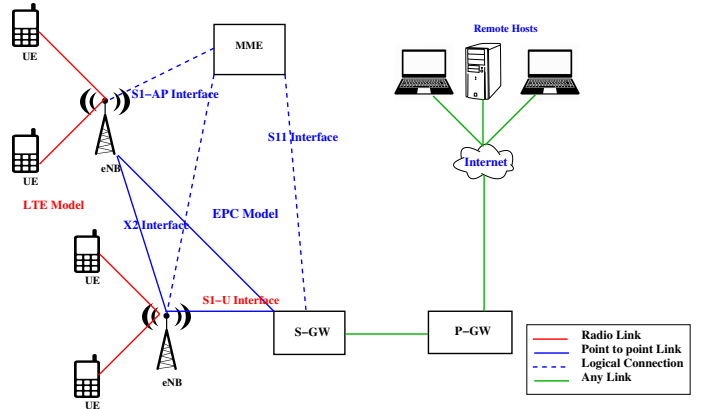 Remote Hosts
MME
UE
S1-AP Interface
S11 Interface
Internet
eNB
UE
LTE Model
EPC Model
X2 Interface
UE
S1-U Interface
S-GW
P-GW
eNB
UE
Radio Link
Point to point Link
Logical Connection
Any Link